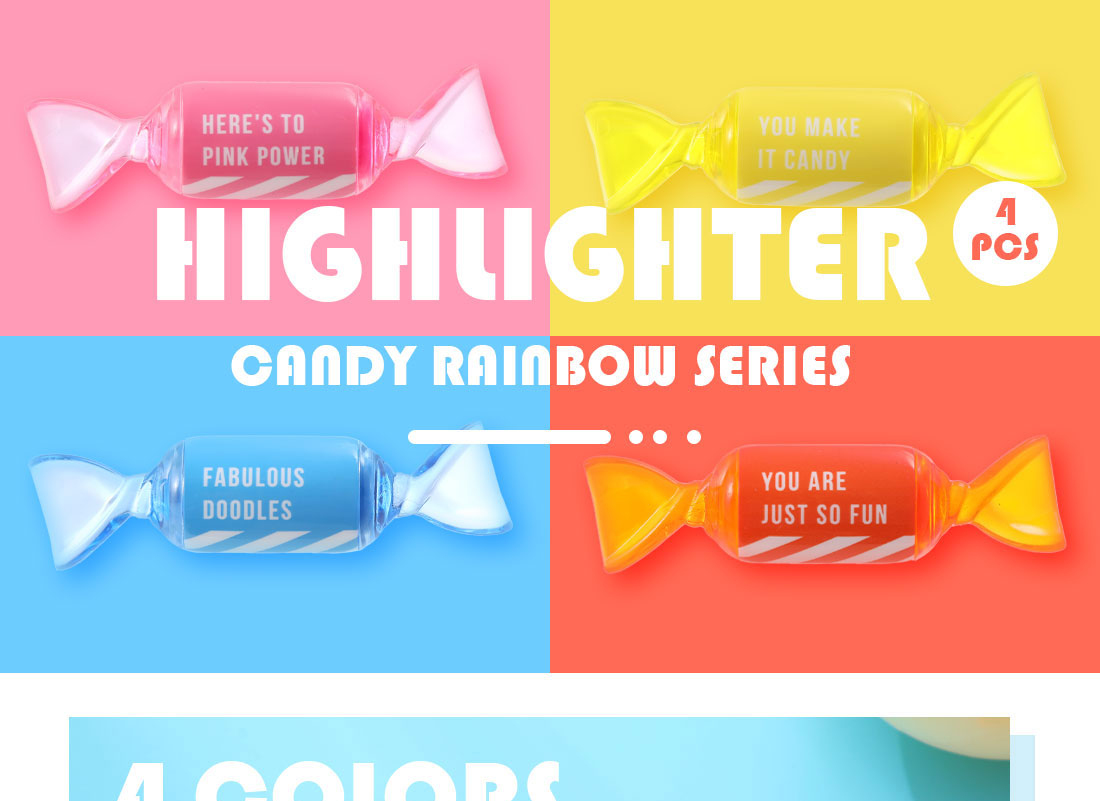 HERE'S TO
PINK POWER
YOU MAKE
IT CANDY
HIGHLIGHTER
4
PCS
CANDY RAINBOW SERIES
FABULOUS
DOODLES
YOU ARE
JUST SO FUN
4 COLORS